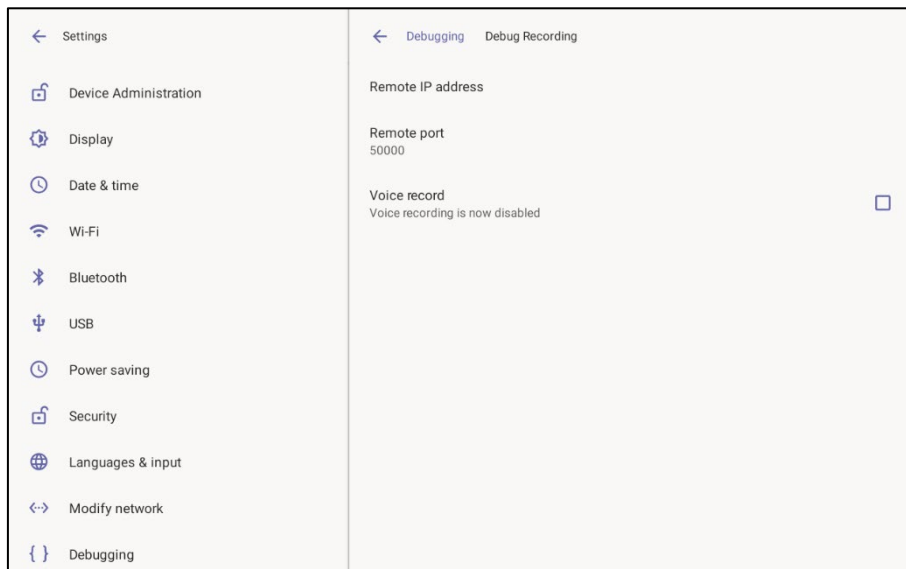 Settings
Device Administration
Display
Date & time
Wi-Fi
Bluetooth
USB
Power saving
Security
Languages & input
Modify network
Debugging
Debugging Debug Recording
Remote IP address
Remote port
50000
Voice record
Voice recording is now disabled